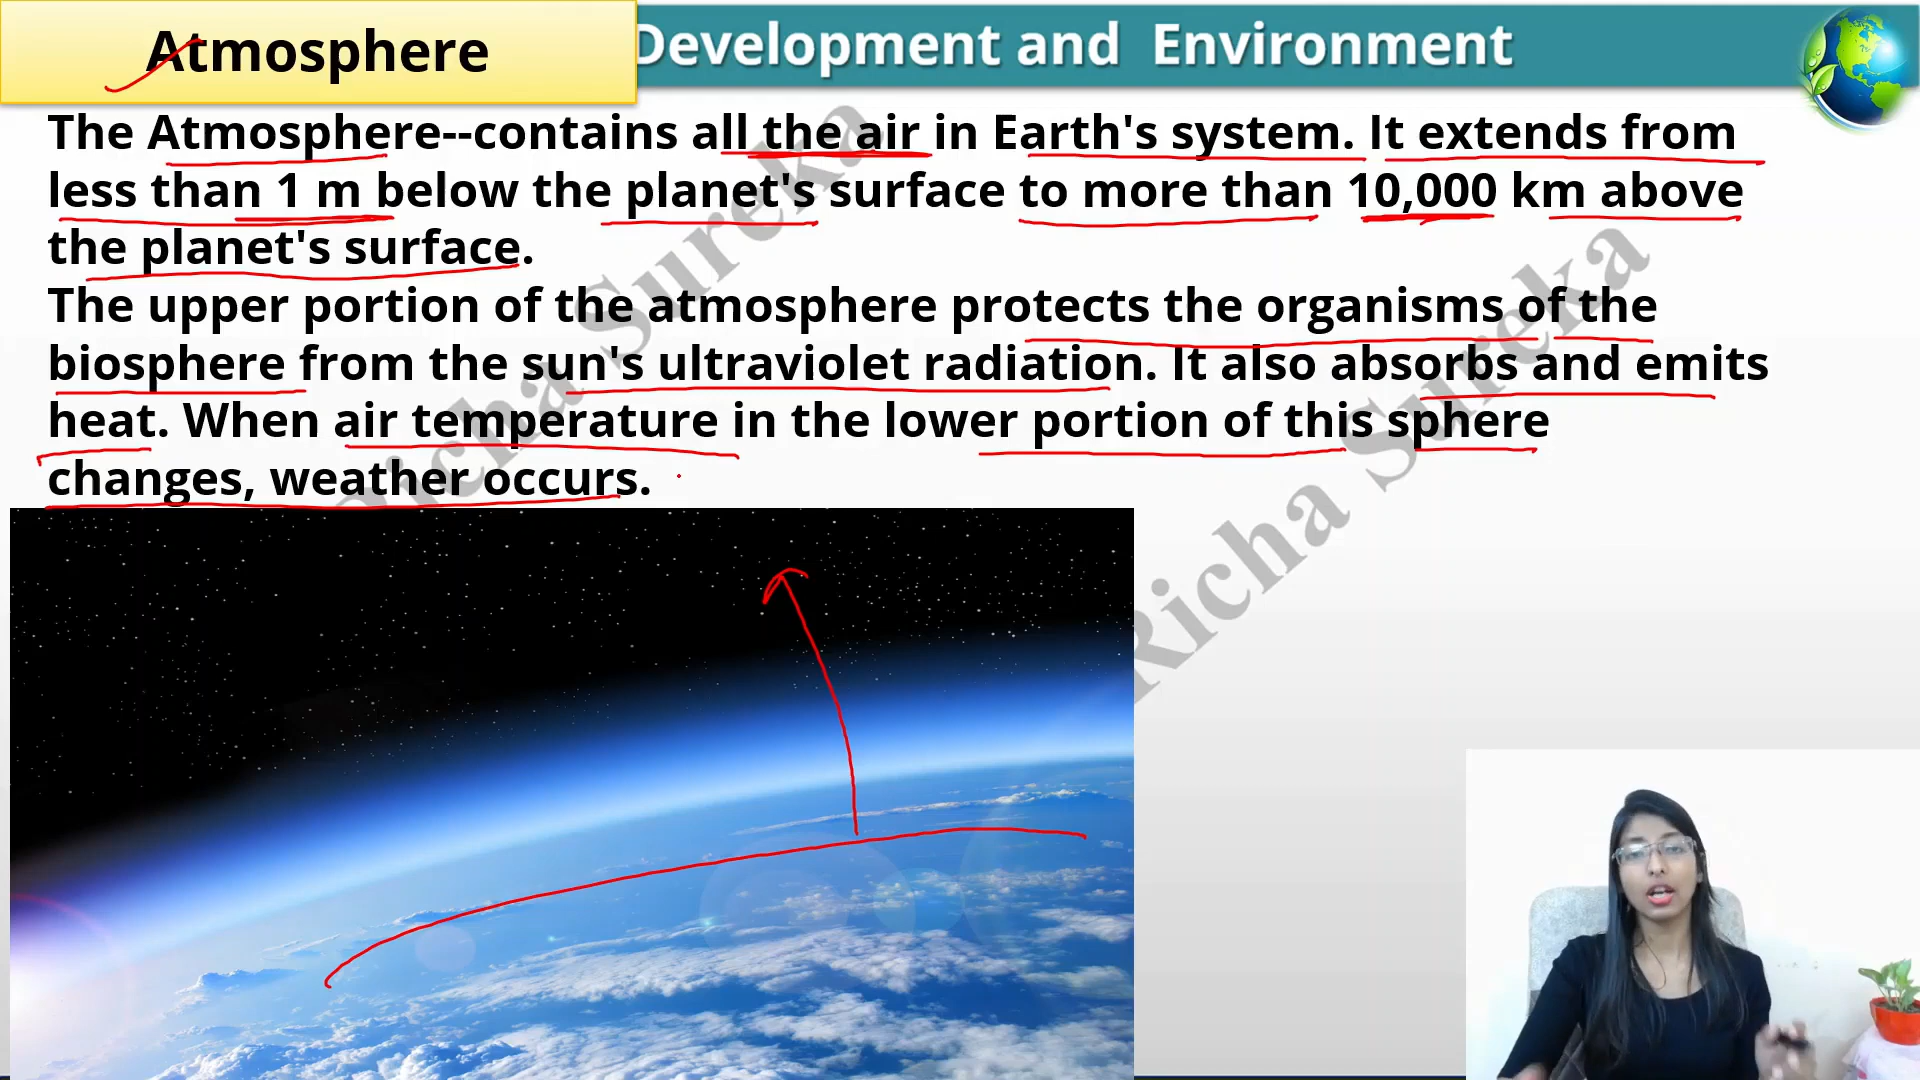 Atmosphere
Development and Environment
The Atmosphere--contains all the air in Earth's system. It extends from
less than 1 m below the planet's surface to more than 10,000 km above
the planet's surface.
The upper portion of the atmosphere protects the organisms of the
biosphere from the sun's ultraviolet radiation. It also absorbs and emits
heat. When air temperature in the lower portion of this sphere
changes, weather occurs.
Richa Sureka
Richa Sureka